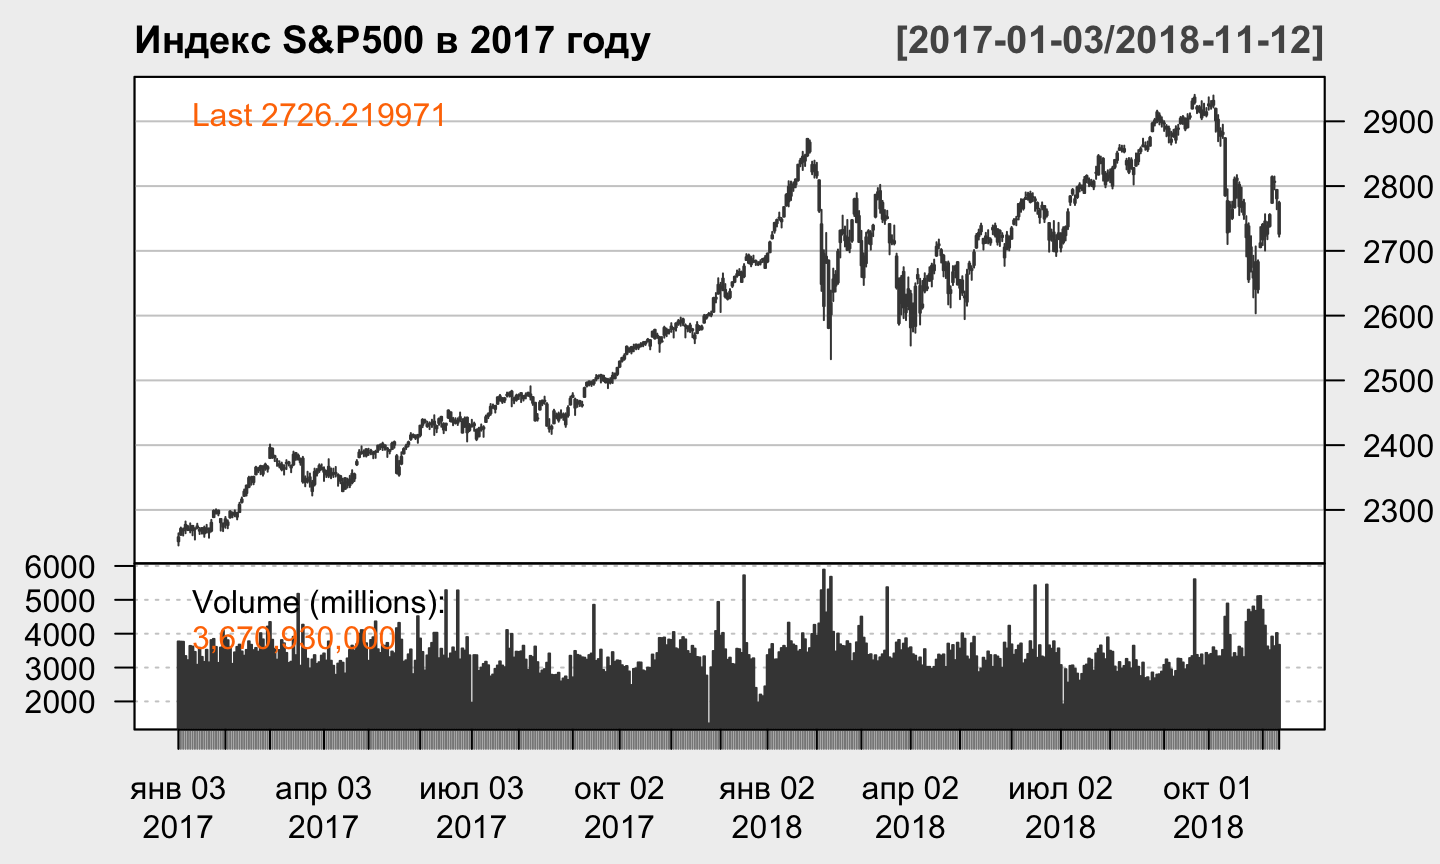 Индекс S&P500 в 2017 году
[2017-01-03/2018-11-12]
Last 2726.219971
2900
2800
2700
2600
2500
2400
2300
6000
5000
4000
3000
2000
Volume (millions):
3,670,930,000
янв 03 2017
апр 03 2017
июл 03 2017
окт 02 2017
янв 02 2018
апр 02 2018
июл 02 2018
окт 01 2018